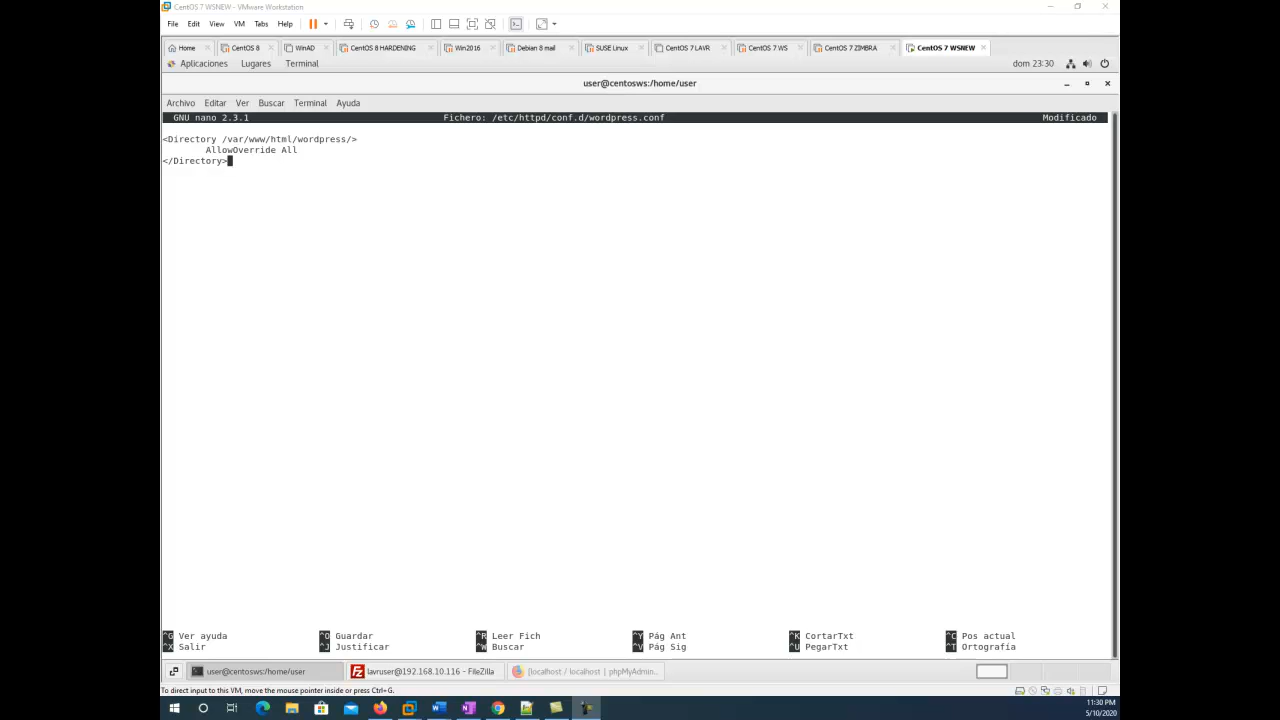 CentOS 7 WSNEW - VMware Workstation
File Edit View VM Tabs Help
Home CentOS 8 WinAD CentOS 8 HARDENING Win2016 Debian 8 mail SUSE Linux CentOS 7 LAVR CentOS 7 WS CentOS 7 ZIMBRA CentOS 7 WSNEW
Aplicaciones Lugares Terminal dom 23:30
user@centosws:/home/user
Archivo Editar Ver Buscar Terminal Ayuda
GNU nano 2.3.1 Fichero: /etc/httpd/conf.d/wordpress.conf Modificado
<Directory /var/www/html/wordpress/>
AllowOverride All
</Directory>
^G Ver ayuda ^O Guardar ^R Leer Fich ^Y Pág Ant ^K CortarTxt ^C Pos actual
^X Salir ^J Justificar ^W Buscar ^V Pág Sig ^U PegarTxt ^T Ortografía
user@centosws:/home/user lavruser@192.168.10.116 - FileZilla [localhost / localhost | phpMyAdmin...
To direct input to this VM, move the mouse pointer inside or press Ctrl+G.
11:30 PM
5/10/2020